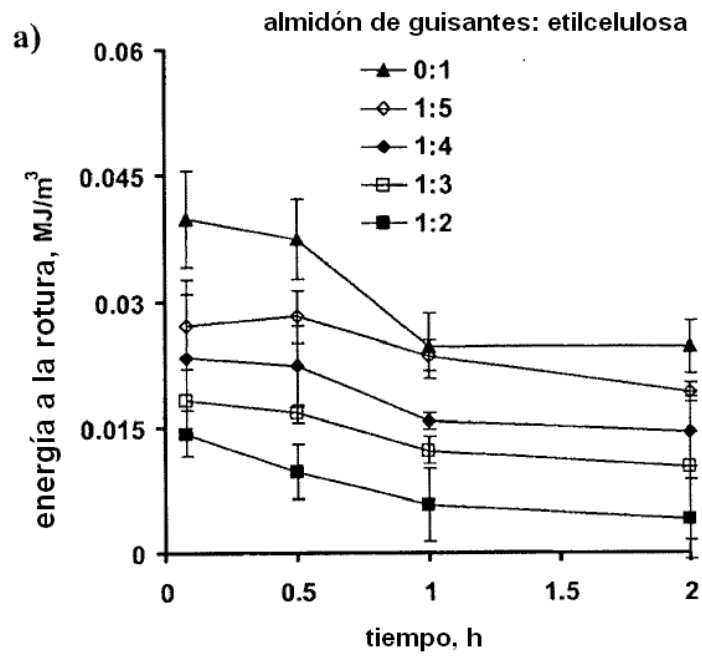 a)
almidón de guisantes: etilcelulosa
0:1
1:5
1:4
1:3
1:2
energía a la rotura, MJ/m³
0.06
0.045
0.03
0.015
0
0 0.5 1 1.5 2
tiempo, h